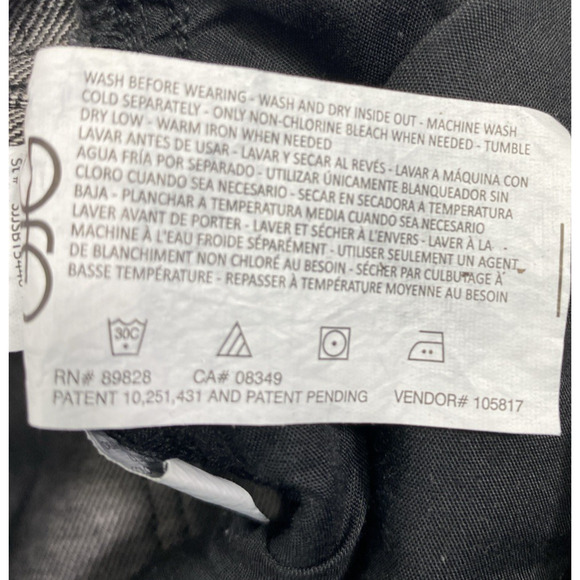 WASH BEFORE WEARING - WASH AND DRY INSIDE OUT - MACHINE WASH
COLD SEPARATELY - ONLY NON-CHLORINE BLEACH WHEN NEEDED - TUMBLE
DRY LOW - WARM IRON WHEN NEEDED
LAVAR ANTES DE USAR - LAVAR Y SECAR AL REVÉS - LAVAR A MÁQUINA CON
AGUA FRÍA POR SEPARADO - UTILIZAR ÚNICAMENTE BLANQUEADOR SIN
CLORO CUANDO SEA NECESARIO - SECAR EN SECADORA A TEMPERATURA
BAJA - PLANCHAR A TEMPERATURA MEDIA CUANDO SEA NECESARIO
LAVER AVANT DE PORTER - LAVER ET SÉCHER À L'ENVERS - LAVER À LA
MACHINE À L'EAU FROIDE SÉPARÉMENT - UTILISER SEULEMENT UN AGENT
DE BLANCHIMENT NON CHLORÉ AU BESOIN - SÉCHER PAR CULBUTAGE À
BASSE TEMPÉRATURE - REPASSER À TEMPÉRATURE MOYENNE AU BESOIN
30C
RN# 89828 CA# 08349
PATENT 10,251,431 AND PATENT PENDING VENDOR# 105817